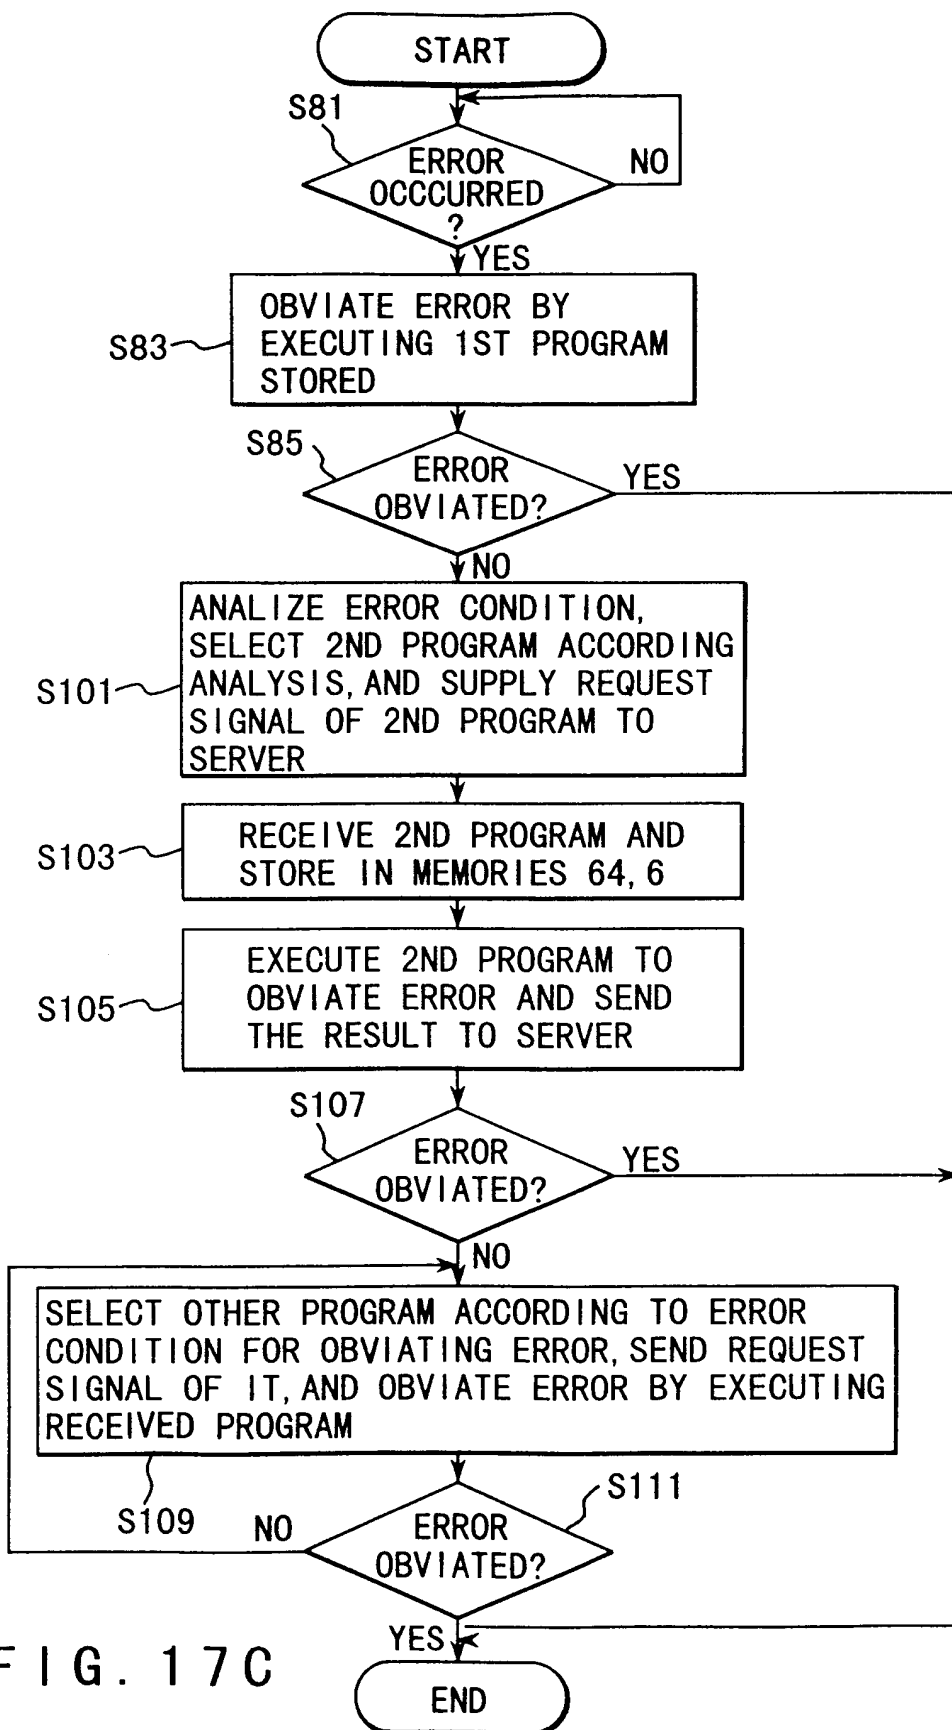 START
S81
ERROR
OCCCURRED
?
NO
YES
S83
OBVIATE ERROR BY
EXECUTING 1ST PROGRAM
STORED
S85
ERROR
OBVIATED?
YES
NO
S101
ANALIZE ERROR CONDITION,
SELECT 2ND PROGRAM ACCORDING
ANALYSIS, AND SUPPLY REQUEST
SIGNAL OF 2ND PROGRAM TO
SERVER
S103
RECEIVE 2ND PROGRAM AND
STORE IN MEMORIES 64, 6
S105
EXECUTE 2ND PROGRAM TO
OBVIATE ERROR AND SEND
THE RESULT TO SERVER
S107
ERROR
OBVIATED?
YES
NO
SELECT OTHER PROGRAM ACCORDING TO ERROR
CONDITION FOR OBVIATING ERROR, SEND REQUEST
SIGNAL OF IT, AND OBVIATE ERROR BY EXECUTING
RECEIVED PROGRAM
S109
S111
NO
ERROR
OBVIATED?
YES
FIG. 17C
END